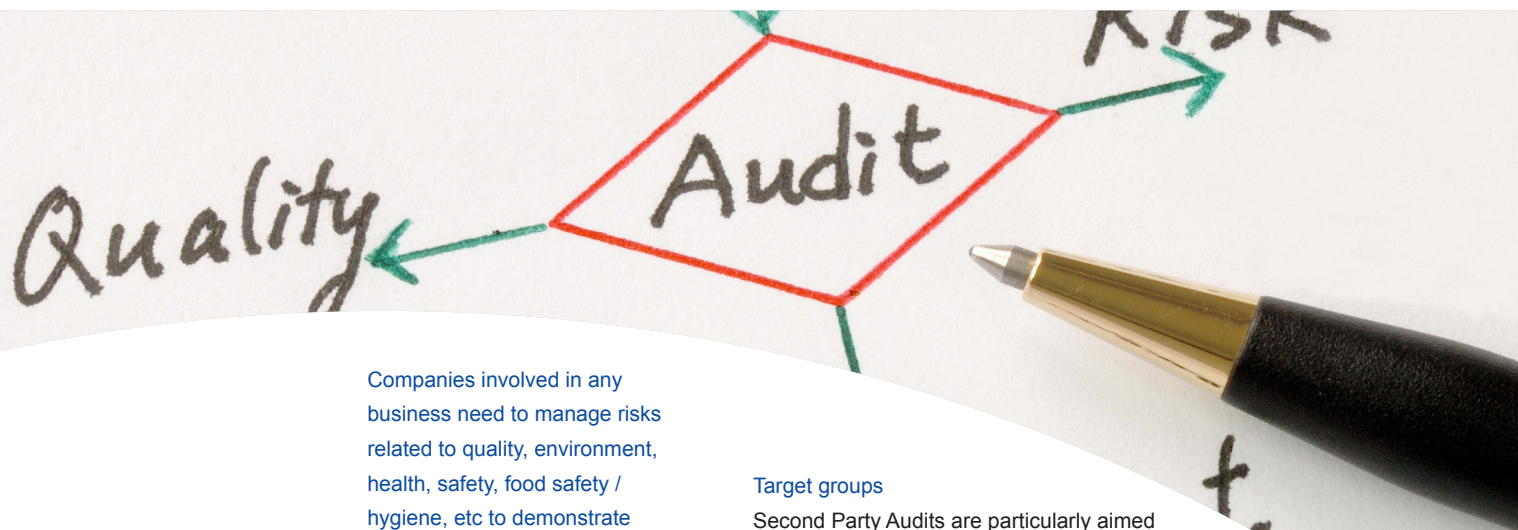 Risk
Audit
Quality
Companies involved in any
business need to manage risks
related to quality, environment,
health, safety, food safety /
hygiene, etc to demonstrate
Target groups
Second Party Audits are particularly aimed